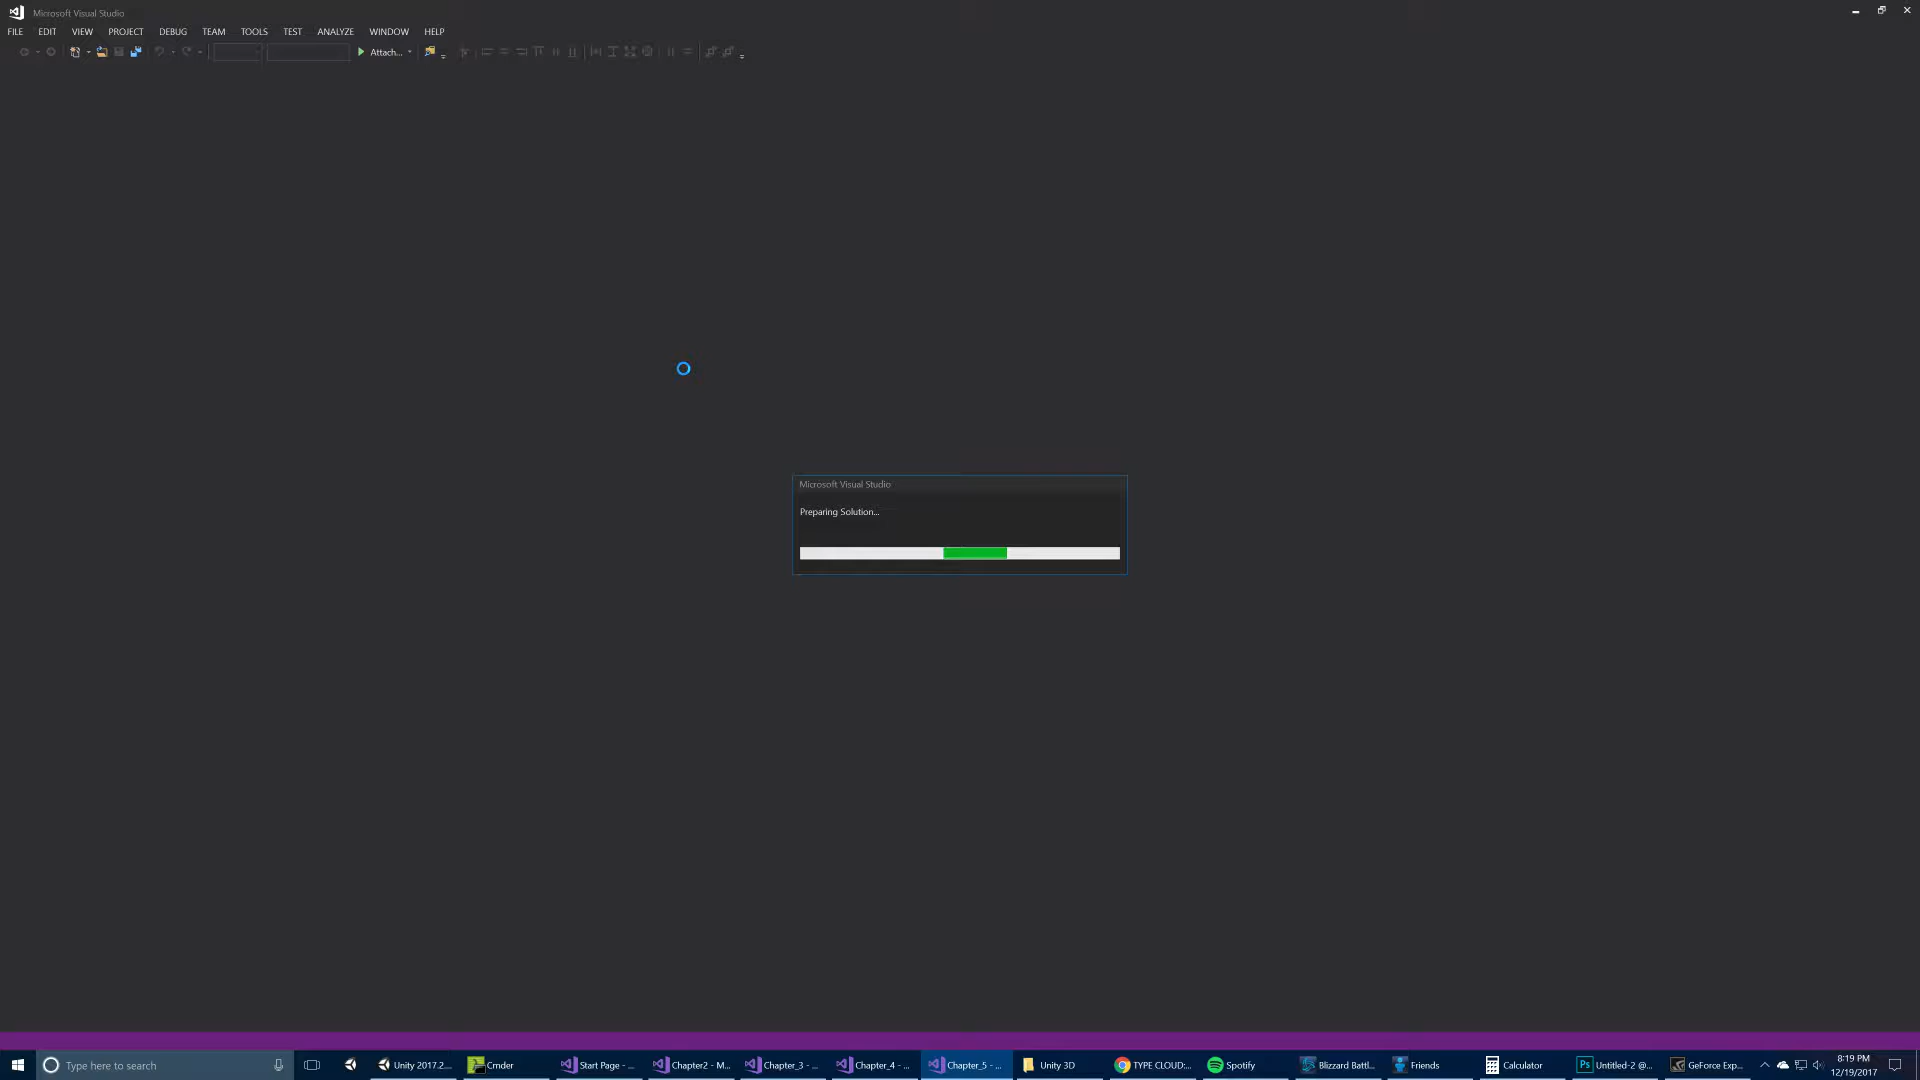 Microsoft Visual Studio
FILE EDIT VIEW PROJECT DEBUG TEAM TOOLS TEST ANALYZE WINDOW HELP
Attach...
Microsoft Visual Studio
Preparing Solution...
Type here to search
Unity 2017.2....
Cmder
Start Page - ...
Chapter2 - M...
Chapter_3 - ...
Chapter_4 - ...
Chapter_5 - ...
Unity 3D
TYPE CLOUD:...
Spotify
Blizzard Battl...
Friends
Calculator
Ps
Untitled-2 @...
GeForce Exp...
8:19 PM
12/19/2017